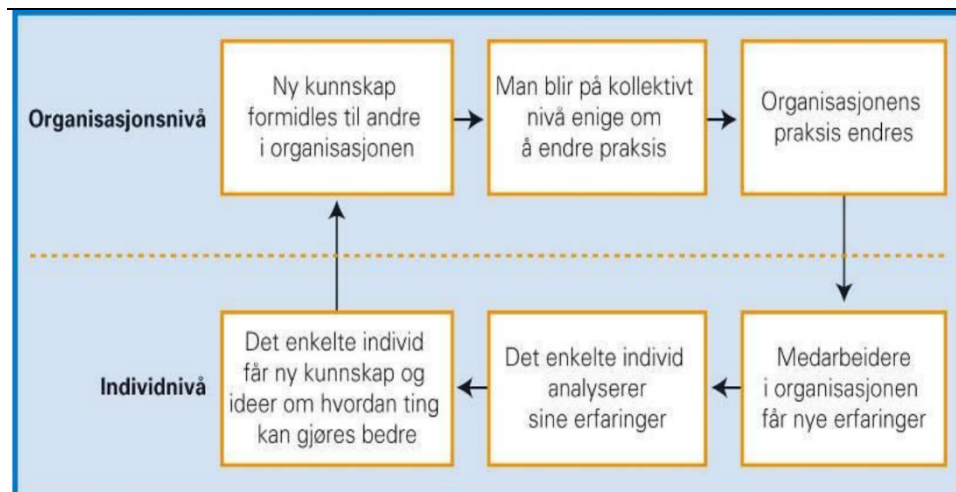 Organisasjonsnivå
Ny kunnskap
formidles til andre
i organisasjonen
Man blir på kollektivt
nivå enige om
å endre praksis
Organisasjonens
praksis endres
Individnivå
Det enkelte individ
får ny kunnskap og
ideer om hvordan ting
kan gjøres bedre
Det enkelte individ
analyserer
sine erfaringer
Medarbeidere
i organisasjonen
får nye erfaringer